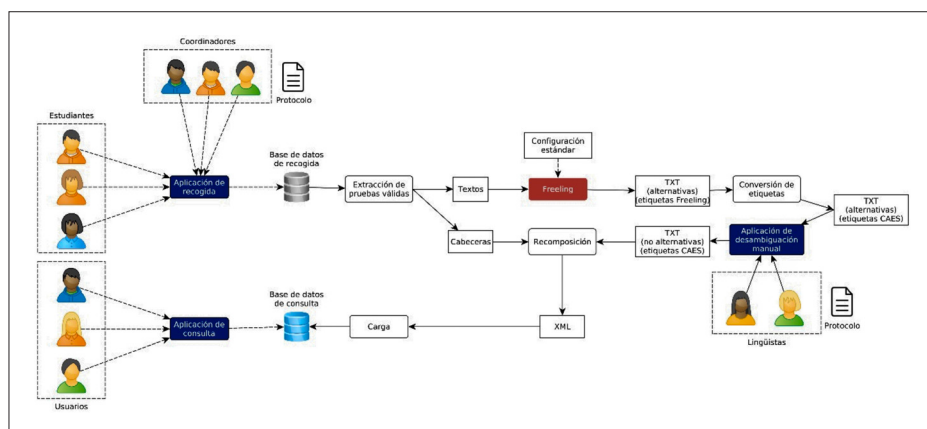 Coordinadores
Protocolo
Estudiantes
Aplicación de
recogida
Base de datos
de recogida
Extracción de
pruebas válidas
Textos
Configuración
estándar
Freeling
TXT
(alternativas)
(etiquetas Freeling)
Conversión de
etiquetas
TXT
(alternativas)
(etiquetas CAES)
Cabeceras
Recomposición
TXT
(no alternativas)
(etiquetas CAES)
Aplicación de
desambiguación
manual
Lingüistas
Protocolo
Aplicación de
consulta
Base de datos
de consulta
Carga
XML
Usuarios